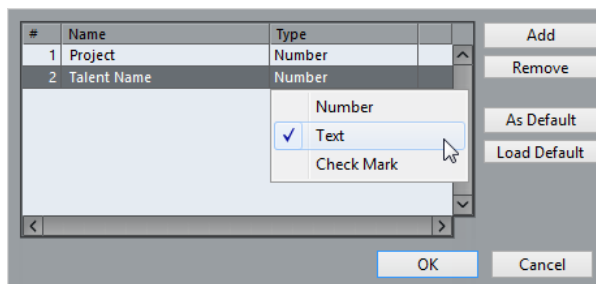 # Name Type
1 Project Number
2 Talent Name Number
Number
Text
Check Mark
Add
Remove
As Default
Load Default
OK Cancel